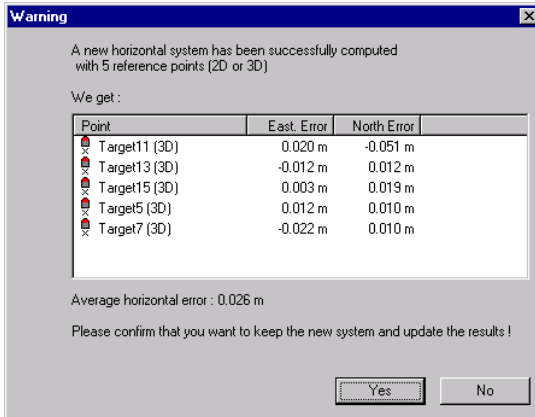 Warning
A new horizontal system has been successfully computed
with 5 reference points (2D or 3D)
We get :
Point East. Error North Error
Target11 (3D) 0.020 m -0.051 m
Target13 (3D) -0.012 m 0.012 m
Target15 (3D) 0.003 m 0.019 m
Target5 (3D) 0.012 m 0.010 m
Target7 (3D) -0.022 m 0.010 m
Average horizontal error : 0.026 m
Please confirm that you want to keep the new system and update the results !
Yes No